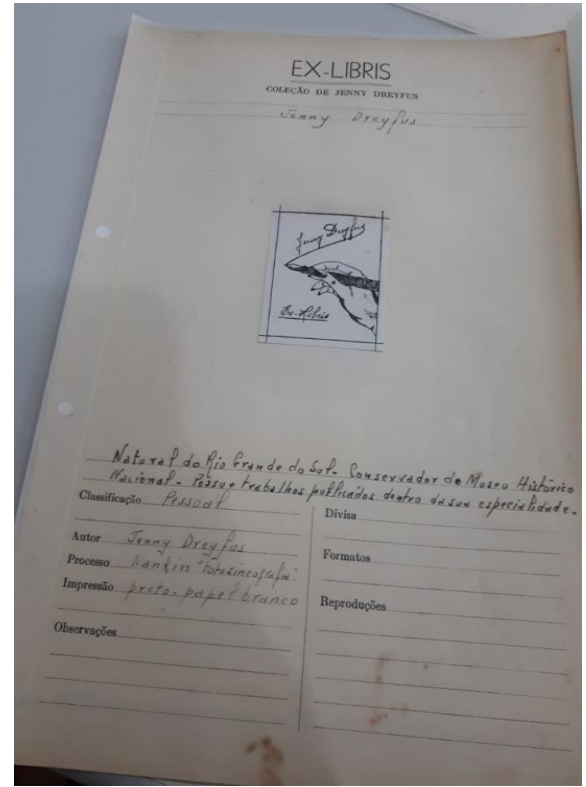 EX-LIBRIS
COLEÇÃO DE JENNY DREYFUS
Jenny Dreyfus
Jenny Dreyfus
Ex-Libris
Natural do Rio Grande do Sul. Conservador de Museu Histórico
Nacional - Possue trabalhos publicados dentro da sua especialidade.
Classificação Pessoal
Autor Jenny Dreyfus
Processo Nankin "fotozincografia"
Impressão preto-papel branco
Observações
Divisa
Formatos
Reproduções